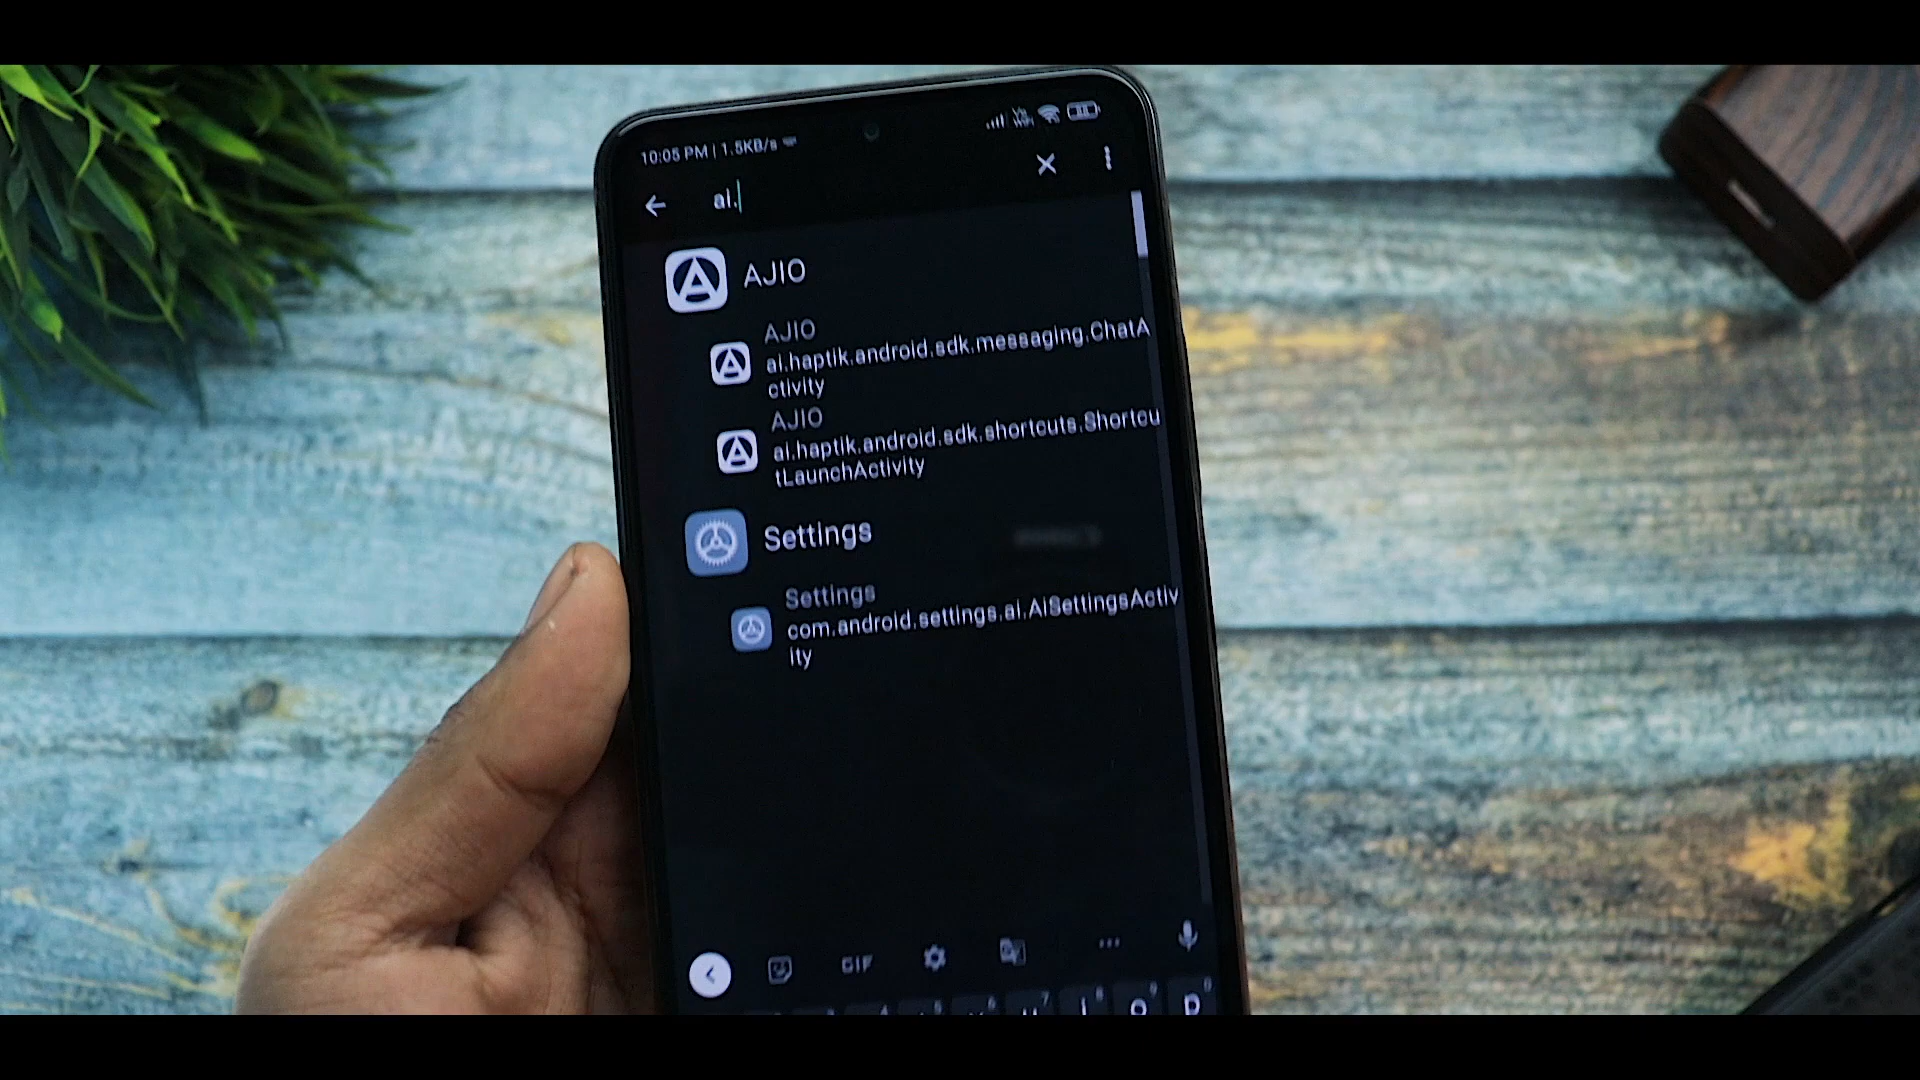 10:05 PM | 1.5KB/s
ai.
AJIO
AJIO
ai.haptik.android.sdk.messaging.ChatA
ctivity
AJIO
ai.haptik.android.sdk.shortcuts.Shortcu
tLaunchActivity
Settings
Settings
com.android.settings.ai.AiSettingsActiv
ity
GIF